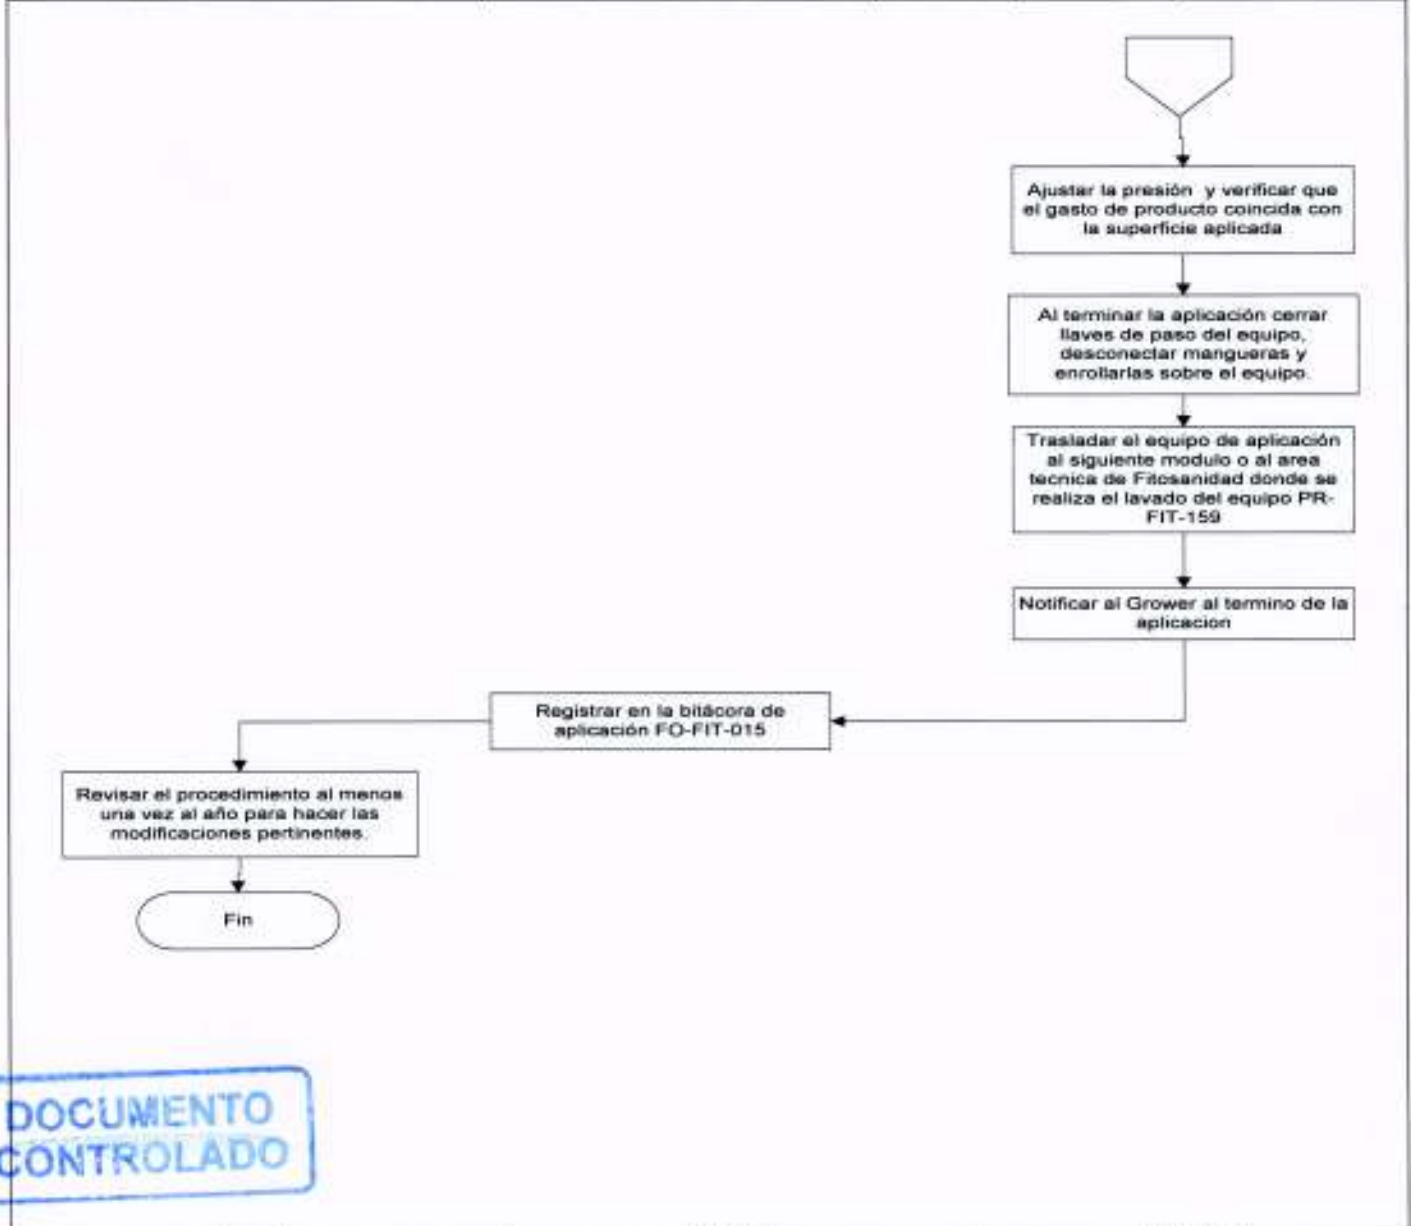 Ajustar la presión y verificar que
el gasto de producto coincida con
la superficie aplicada
Al terminar la aplicación cerrar
llaves de paso del equipo,
desconectar mangueras y
enrollarlas sobre el equipo.
Trasladar el equipo de aplicación
al siguiente modulo o al area
tecnica de Fitosanidad donde se
realiza el lavado del equipo PR-
FIT-159
Notificar al Grower al termino de la
aplicacion
Registrar en la bitácora de
aplicación FO-FIT-015
Revisar el procedimiento al menos
una vez al año para hacer las
modificaciones pertinentes.
Fin
DOCUMENTO
CONTROLADO